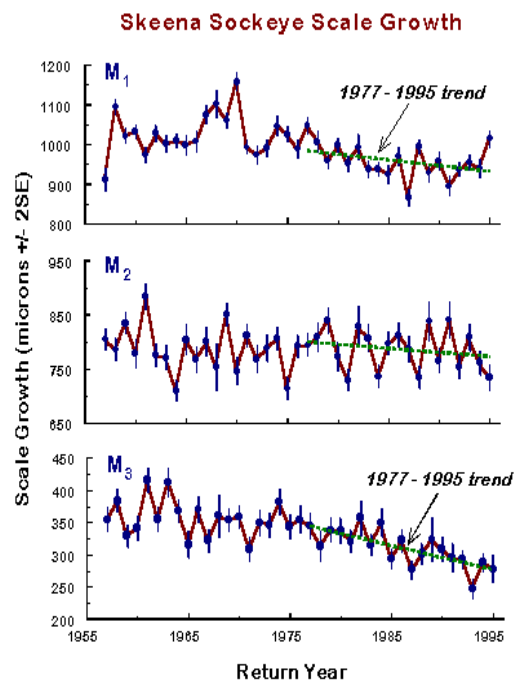 Skeena Sockeye Scale Growth
Scale Growth (microns +/- 2SE)
M1
1977 - 1995 trend
1200
1100
1000
900
800
M2
950
850
750
650
M3
1977 - 1995 trend
450
400
350
300
250
200
1955 1965 1975 1985 1995
Return Year